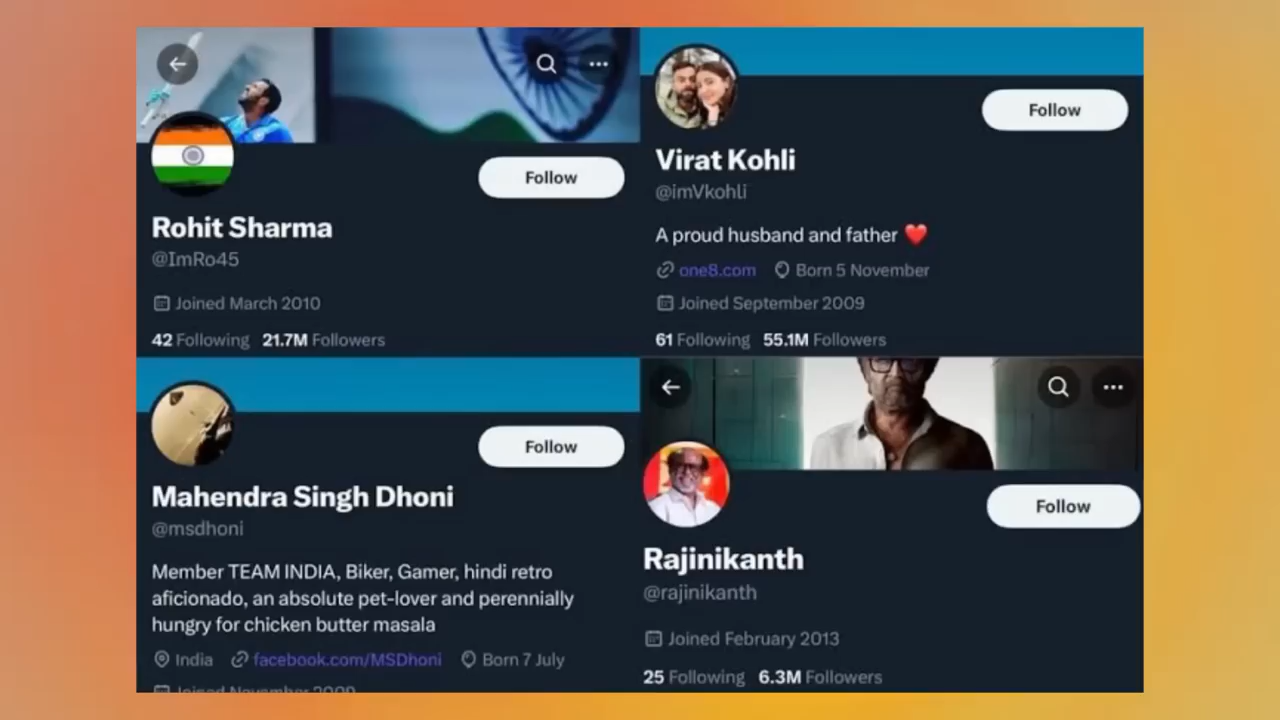 Follow
Rohit Sharma
@ImRo45
Joined March 2010
42 Following 21.7M Followers
Follow
Virat Kohli
@imVkohli
A proud husband and father ❤️
one8.com Born 5 November
Joined September 2009
61 Following 55.1M Followers
Follow
Mahendra Singh Dhoni
@msdhoni
Member TEAM INDIA, Biker, Gamer, hindi retro
aficionado, an absolute pet-lover and perennially
hungry for chicken butter masala
India facebook.com/MSDhoni Born 7 July
Joined November 2009
Follow
Rajinikanth
@rajinikanth
Joined February 2013
25 Following 6.3M Followers